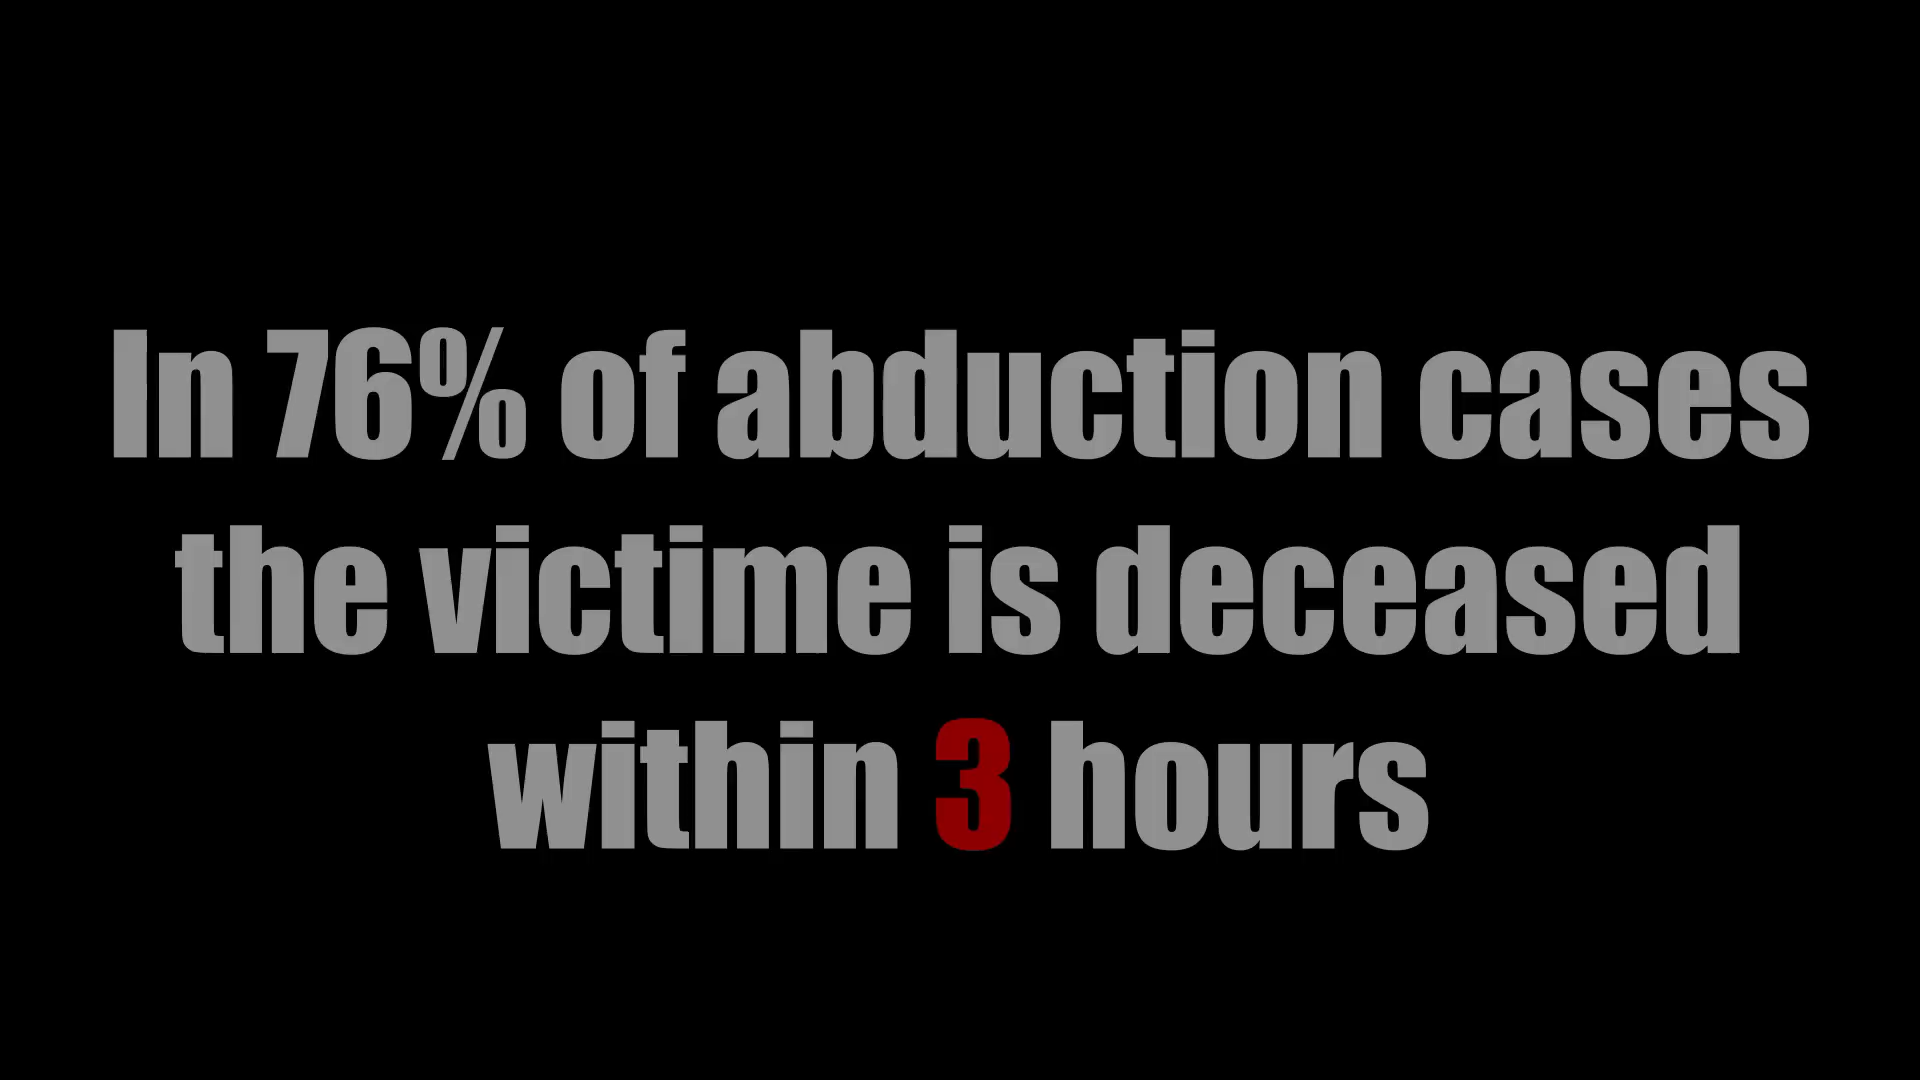 In 76% of abduction cases
the victime is deceased
within 3 hours